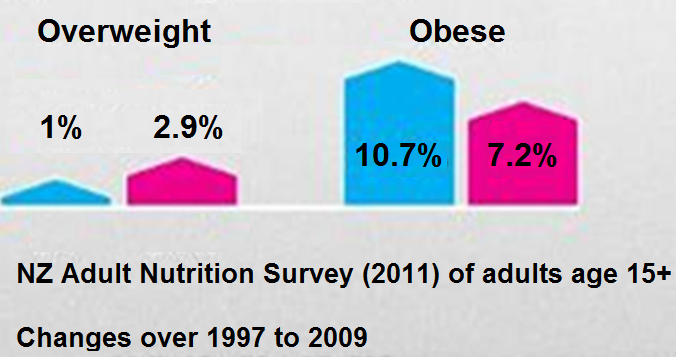 Overweight Obese
1% 2.9%
10.7% 7.2%
NZ Adult Nutrition Survey (2011) of adults age 15+
Changes over 1997 to 2009